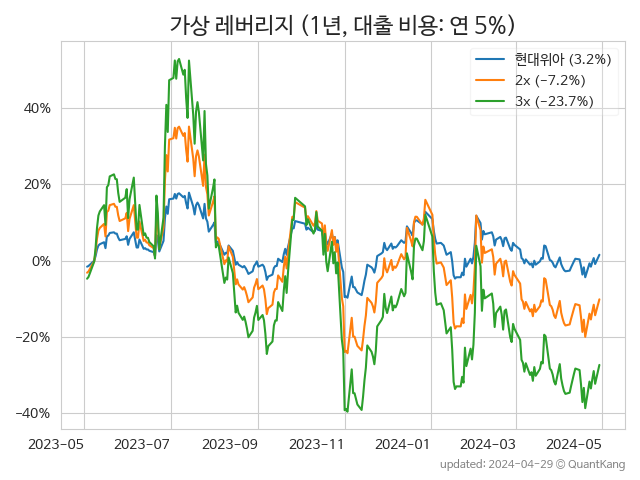 가상 레버리지 (1년, 대출 비용: 연 5%)
현대위아 (3.2%)
2x (−7.2%)
3x (−23.7%)
40%
20%
0%
−20%
−40%
2023-05 2023-07 2023-09 2023-11 2024-01 2024-03 2024-05
updated: 2024-04-29 © QuantKang